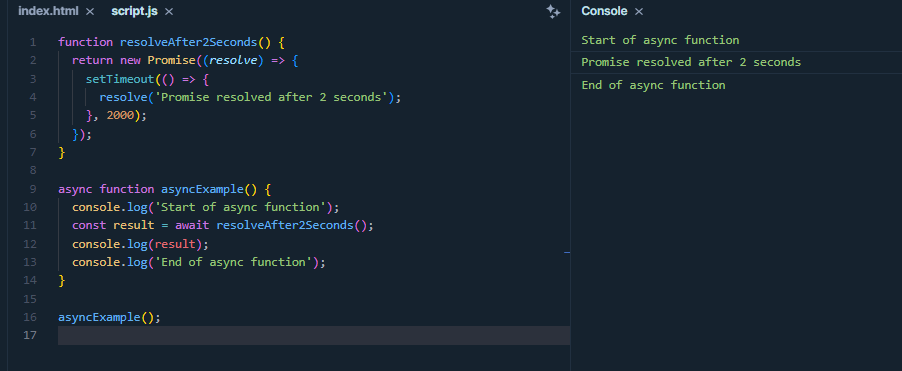 index.html ×
script.js ×
1 function resolveAfter2Seconds() {
2 return new Promise((resolve) => {
3 setTimeout(() => {
4 resolve('Promise resolved after 2 seconds');
5 }, 2000);
6 });
7 }
8
9 async function asyncExample() {
10 console.log('Start of async function');
11 const result = await resolveAfter2Seconds();
12 console.log(result);
13 console.log('End of async function');
14 }
15
16 asyncExample();
17
Console ×
Start of async function
Promise resolved after 2 seconds
End of async function